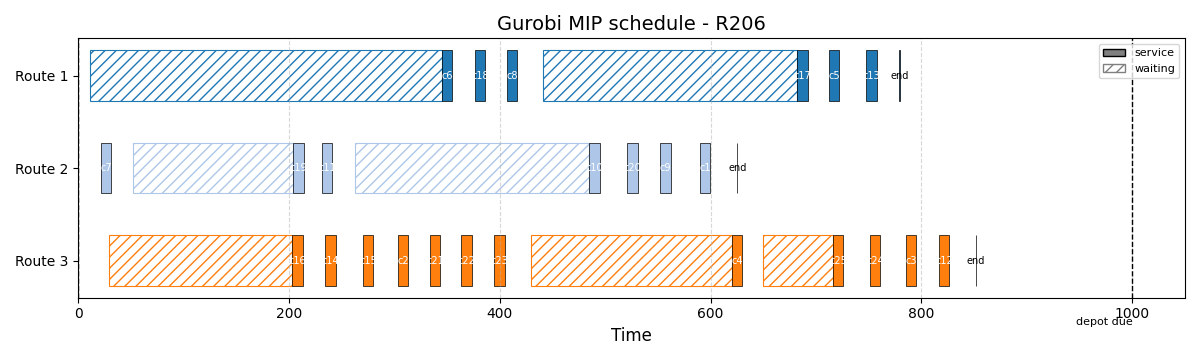 Gurobi MIP schedule - R206
service
waiting
Route 1
c6 c18 c8 c17 c5 c13 end
Route 2
c7 c19 c11 c10 c20 c9 c1 end
Route 3
c16 c14 c15 c2 c21 c22 c23 c4 c25 c24 c3 c12 end
0 200 400 600 800 1000
depot due
Time